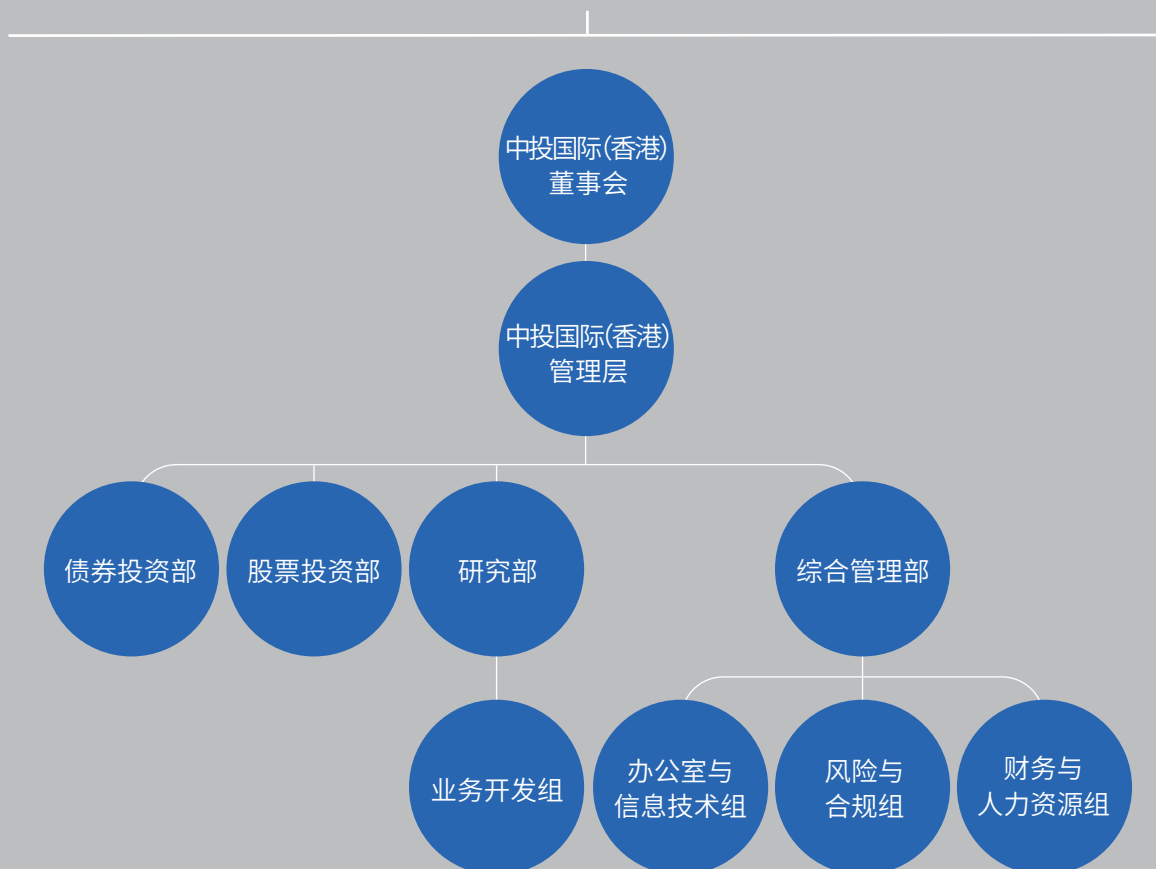 中投国际(香港)
董事会
中投国际(香港)
管理层
债券投资部
股票投资部
研究部
综合管理部
业务开发组
办公室与
信息技术组
风险与
合规组
财务与
人力资源组